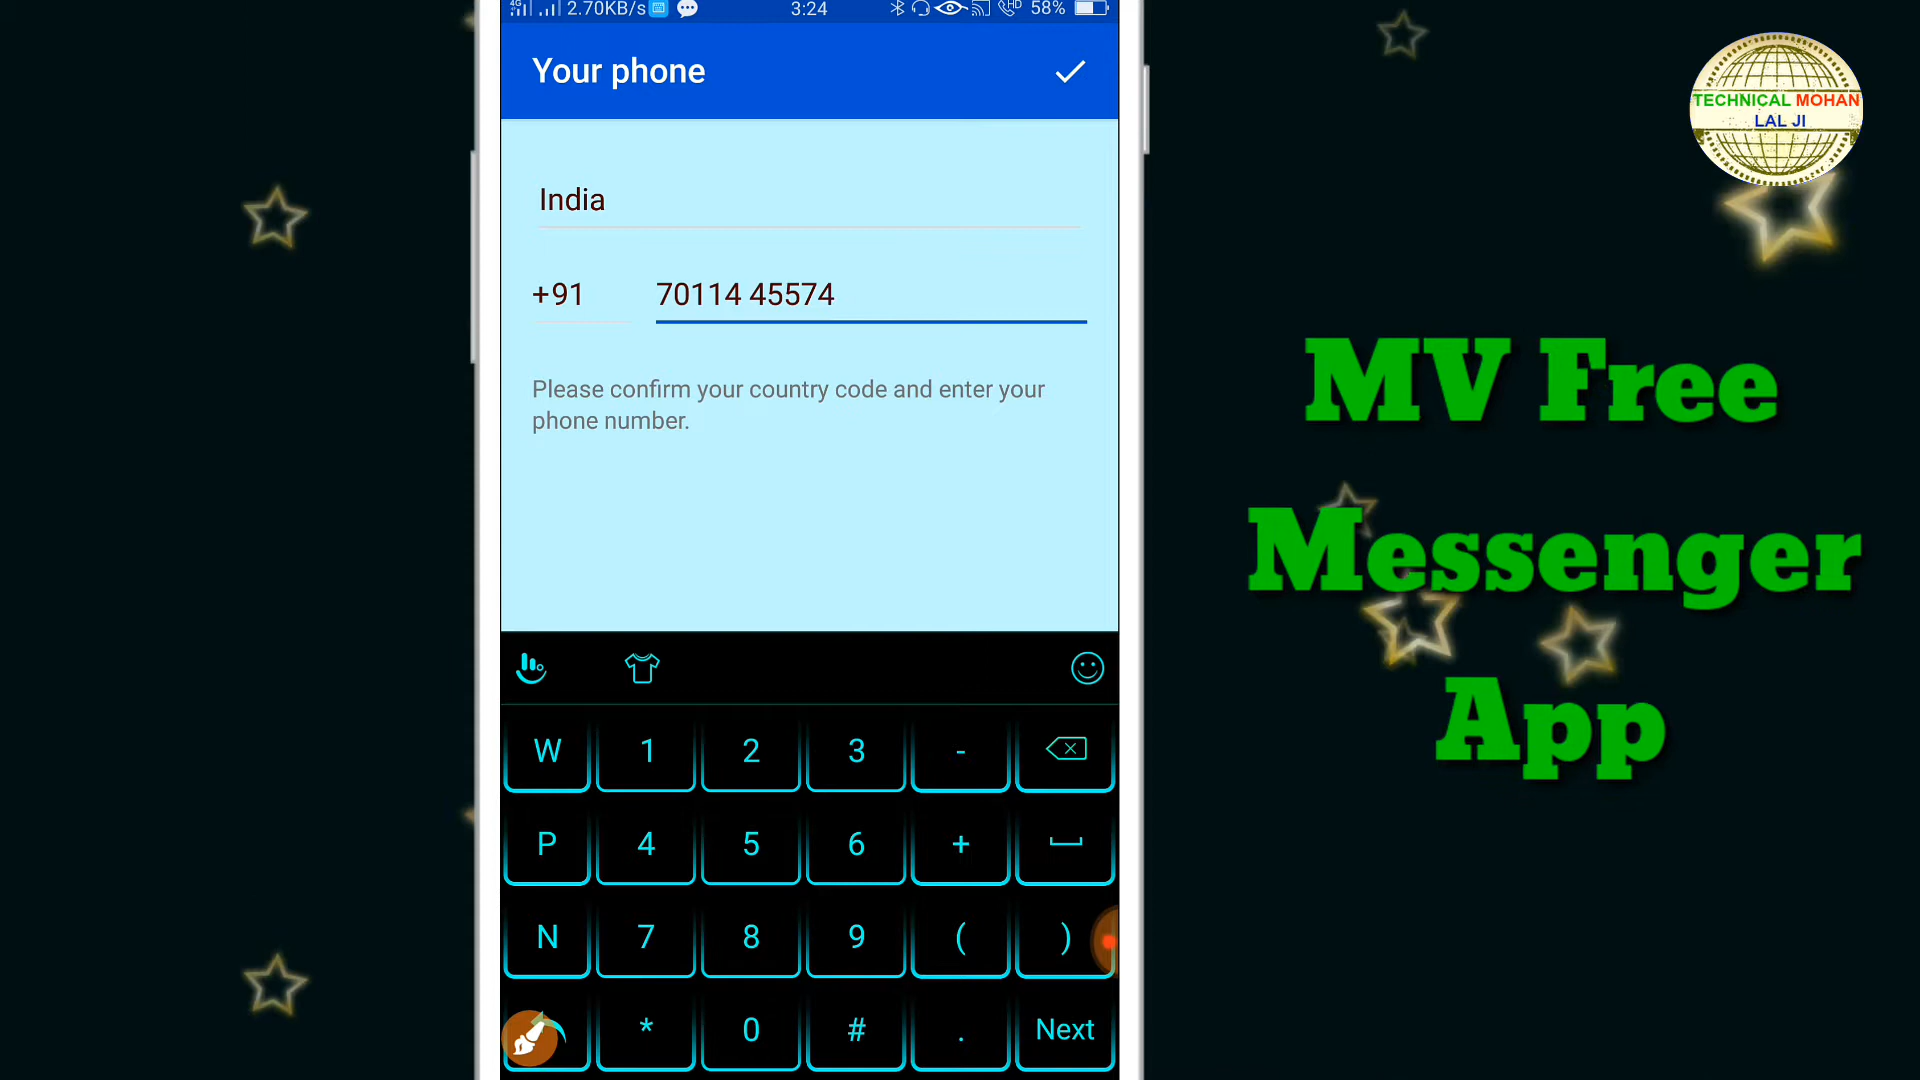 4G 2.70KB/s 3:24 HD 58%
Your phone
India
+91 70114 45574
Please confirm your country code and enter your
phone number.
W 1 2 3 -
P 4 5 6 +
N 7 8 9 ( )
* 0 # . Next
TECHNICAL MOHAN
LAL JI
MV Free
Messenger
App